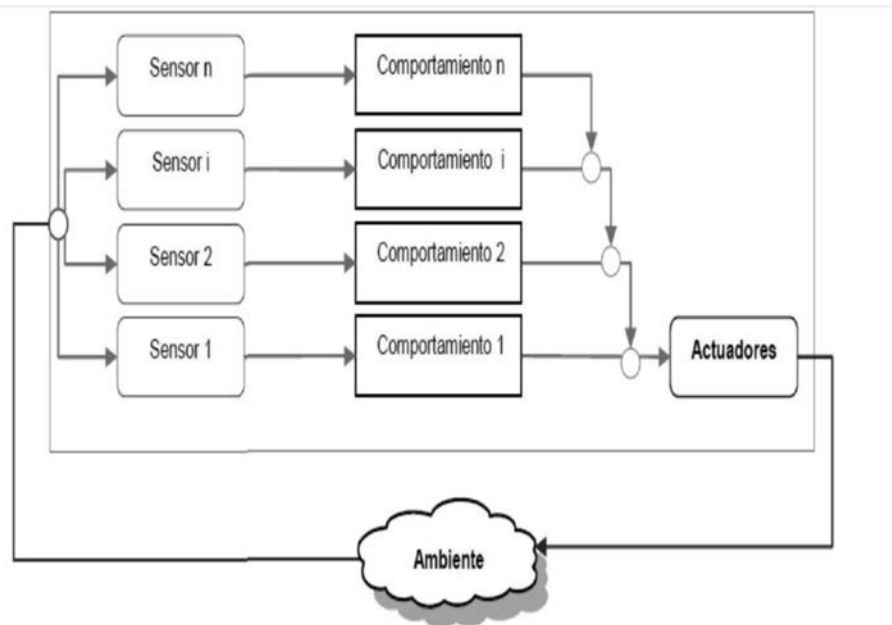 Sensor n
Comportamiento n
Sensor i
Comportamiento i
Sensor 2
Comportamiento 2
Sensor 1
Comportamiento 1
Actuadores
Ambiente